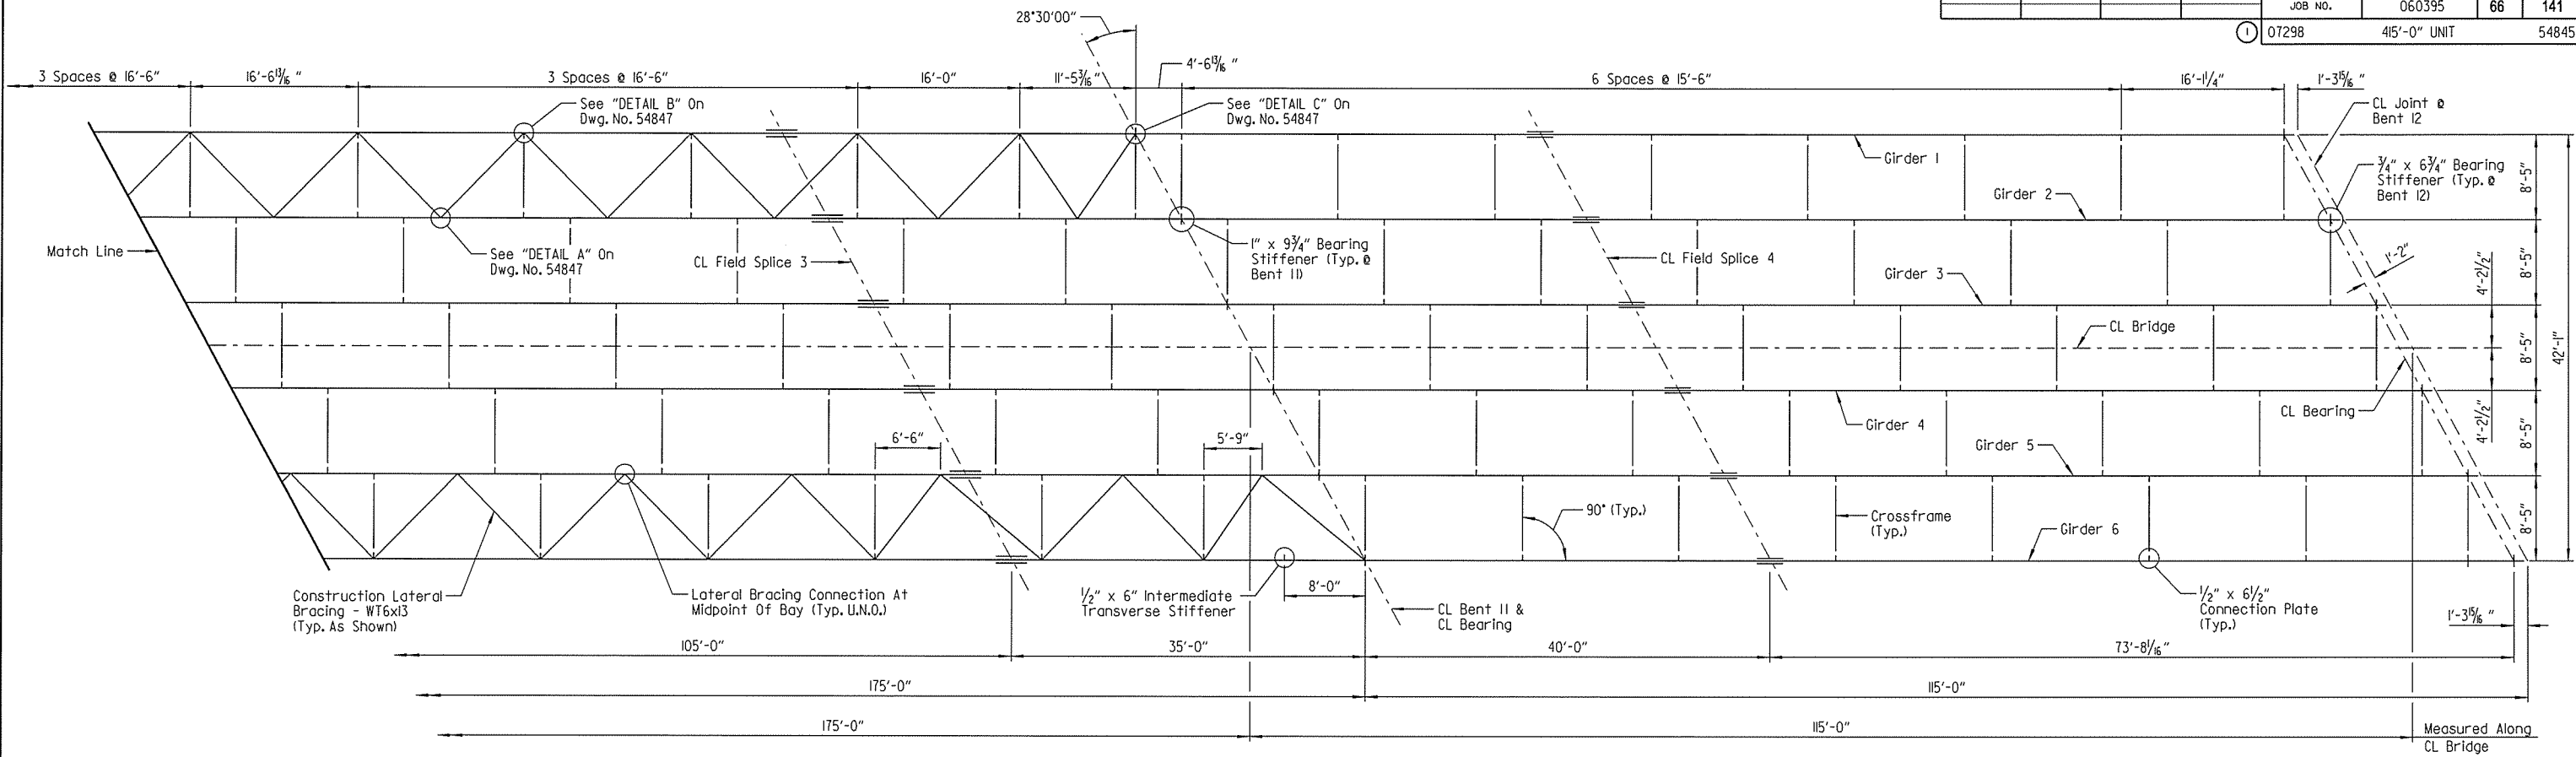 JOB NO. 060395 66 141
1 07298 415'-0" UNIT 54845
28°30'00"
3 Spaces @ 16'-6" 16'-6 13/16" 3 Spaces @ 16'-6" 16'-0" 11'-5 3/16" 4'-6 13/16" 6 Spaces @ 15'-6" 16'-1 1/4" 1'-3 15/16"
See "DETAIL B" On
Dwg. No. 54847
See "DETAIL C" On
Dwg. No. 54847
CL Joint @
Bent 12
Girder 1
3/4" x 6 3/4" Bearing
Stiffener (Typ. @
Bent 12)
8'-5"
Girder 2
Match Line
See "DETAIL A" On
Dwg. No. 54847
CL Field Splice 3
1" x 9 3/4" Bearing
Stiffener (Typ. @
Bent 11)
CL Field Splice 4
Girder 3
1'-2"
4'-2 1/2"
8'-5"
CL Bridge
8'-5"
42'-1"
CL Bearing
4'-2 1/2"
8'-5"
Girder 4
6'-6"
5'-9"
Girder 5
90° (Typ.)
Crossframe
(Typ.)
Girder 6
8'-5"
Construction Lateral
Bracing - WT6x13
(Typ. As Shown)
Lateral Bracing Connection At
Midpoint Of Bay (Typ. U.N.O.)
1/2" x 6" Intermediate
Transverse Stiffener
8'-0"
CL Bent 11 &
CL Bearing
1/2" x 6 1/2"
Connection Plate
(Typ.)
1'-3 15/16"
105'-0" 35'-0" 40'-0" 73'-8 1/16"
175'-0" 115'-0"
175'-0" 115'-0"
Measured Along
CL Bridge